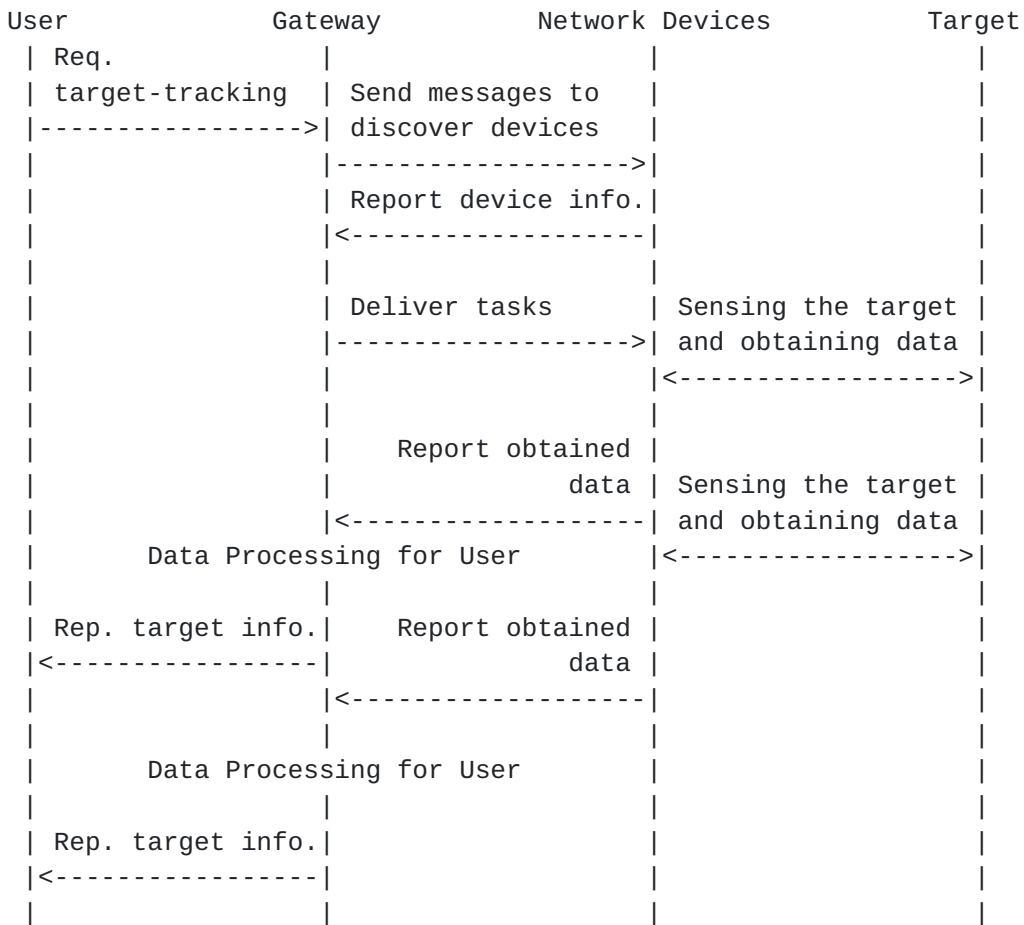 User Gateway Network Devices Target
Req.
target-tracking Send messages to
discover devices
Report device info.
Deliver tasks Sensing the target
and obtaining data
Report obtained
data Sensing the target
and obtaining data
Data Processing for User
Rep. target info. Report obtained
data
Data Processing for User
Rep. target info.